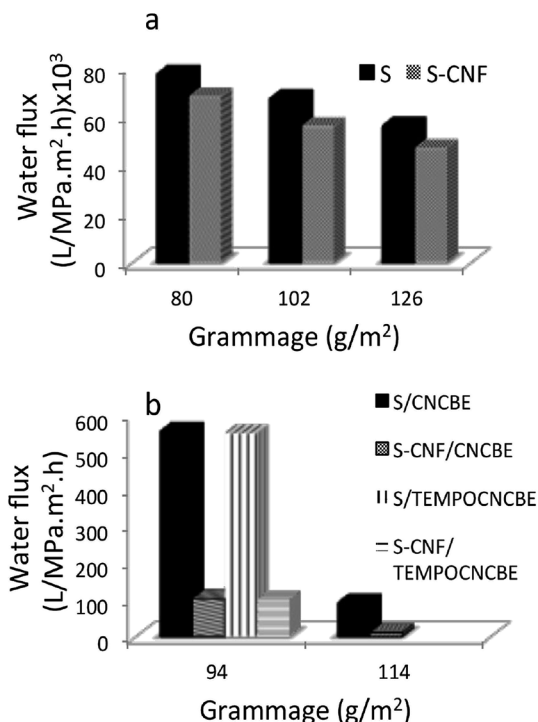 a
Water flux
(L/MPa.m².h)x10³
80
60
40
20
0
S
S-CNF
80
102
126
Grammage (g/m²)
b
Water flux
(L/MPa.m².h)
600
500
400
300
200
100
0
S/CNCBE
S-CNF/CNCBE
S/TEMPOCNCBE
S-CNF/
TEMPOCNCBE
94
114
Grammage (g/m²)